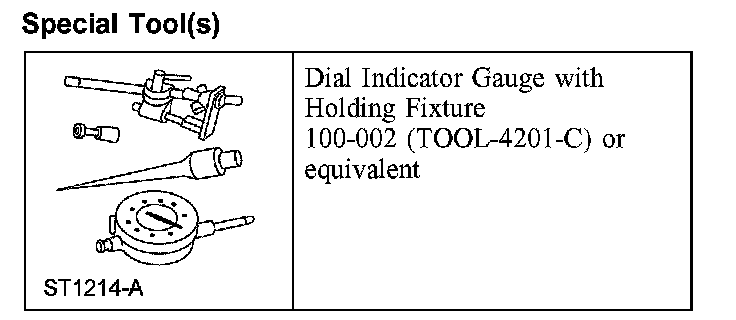 Special Tool(s)
Dial Indicator Gauge with
Holding Fixture
100-002 (TOOL-4201-C) or
equivalent
ST1214-A